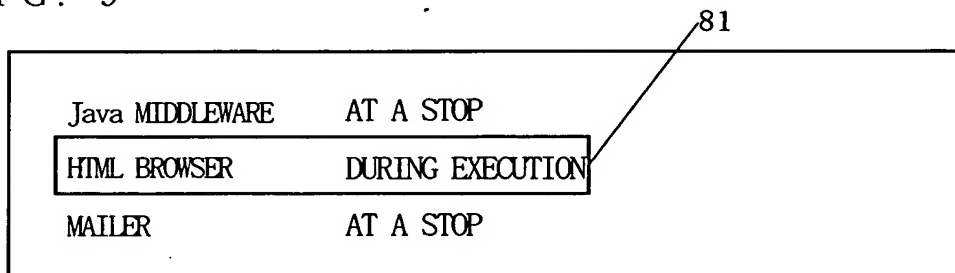 81
Java MIDDLEWARE AT A STOP
HTML BROWSER DURING EXECUTION
MAILER AT A STOP